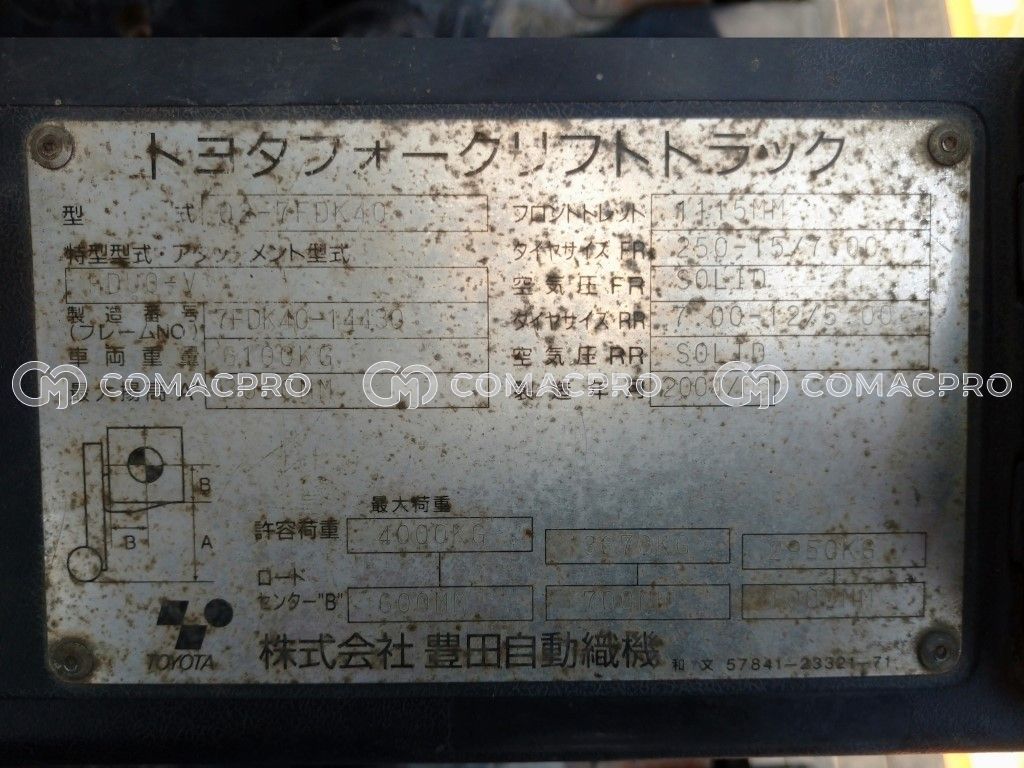 トヨタフォークリフトトラック
型 式 02-7FDK40 フロントトレッド 1115MM
特型型式・アタッチメント型式 タイヤサイズ FR 250-15/7.00
空気圧 FR SOLID
製造番号 (フレームNO.) 7FDK40-14430 タイヤサイズ RR 7.00-12/5.00
車両重量 6100KG 空気圧 RR SOLID
COMACPRO COMACPRO COMACPRO
B
B A
最大荷重
許容荷重 4000KG 2950KG
ロード
センター"B" 600MM
TOYOTA 株式会社 豊田自動織機 和文 57841-23321-71